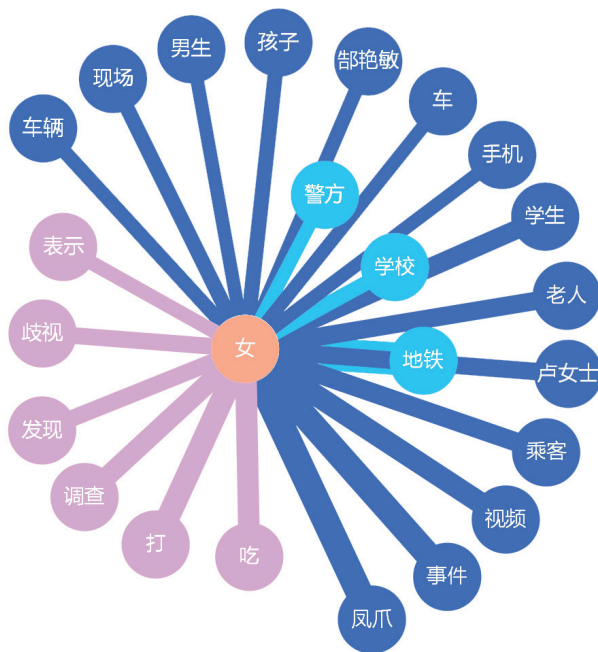 孩子
郜艳敏
男生
现场
车
车辆
手机
警方
学生
表示
学校
老人
歧视
女
地铁
卢女士
发现
乘客
调查
视频
打
吃
事件
凤爪